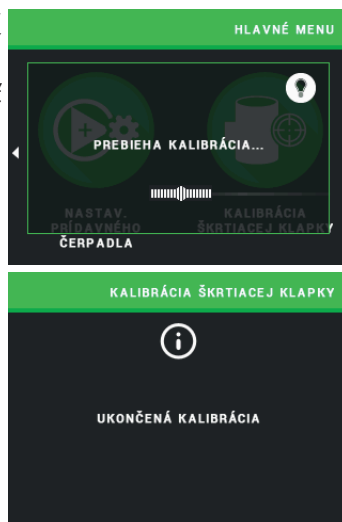 HLAVNÉ MENU
PREBIEHA KALIBRÁCIA...
NASTAV. KALIBRÁCIA
PRÍDAVNÉHO ŠKRTIACEJ KLAPKY
ČERPADLA
KALIBRÁCIA ŠKRTIACEJ KLAPKY
UKONČENÁ KALIBRÁCIA